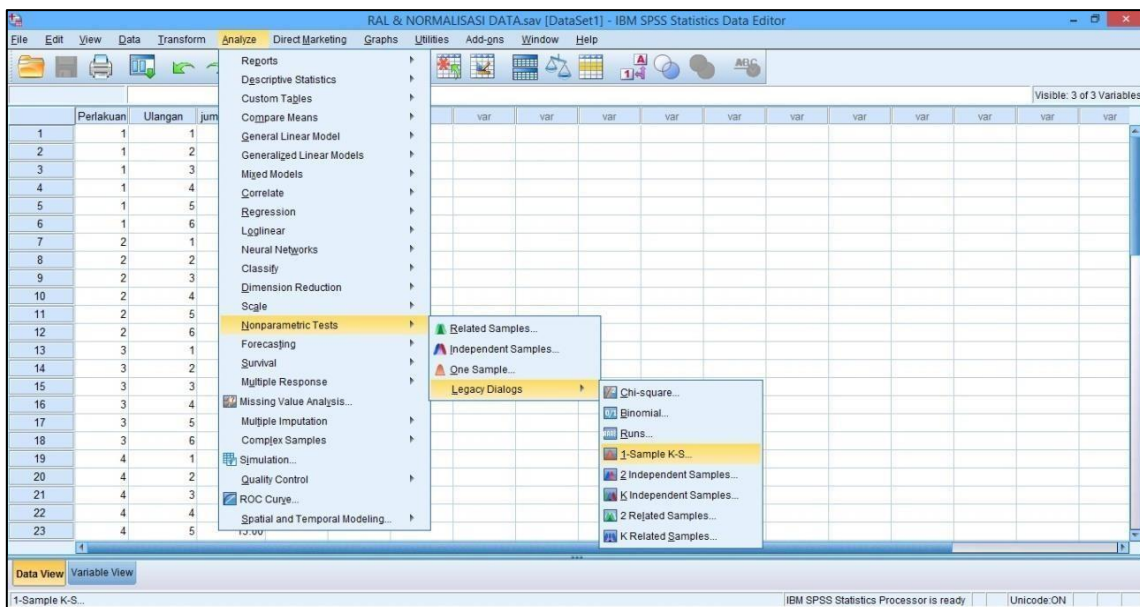 RAL & NORMALISASI DATA.sav [DataSet1] - IBM SPSS Statistics Data Editor
File Edit View Data Transform Analyze Direct Marketing Graphs Utilities Add-ons Window Help
Visible: 3 of 3 Variables
Perlakuan Ulangan jum var var var var var var var var var var
1 1 1
2 1 2
3 1 3
4 1 4
5 1 5
6 1 6
7 2 1
8 2 2
9 2 3
10 2 4
11 2 5
12 2 6
13 3 1
14 3 2
15 3 3
16 3 4
17 3 5
18 3 6
19 4 1
20 4 2
21 4 3
22 4 4
23 4 5 15.00
Reports
Descriptive Statistics
Custom Tables
Compare Means
General Linear Model
Generalized Linear Models
Mixed Models
Correlate
Regression
Loglinear
Neural Networks
Classify
Dimension Reduction
Scale
Nonparametric Tests
Forecasting
Survival
Multiple Response
Missing Value Analysis...
Multiple Imputation
Complex Samples
Simulation...
Quality Control
ROC Curve...
Spatial and Temporal Modeling...
Related Samples...
Independent Samples...
One Sample...
Legacy Dialogs
Chi-square...
Binomial...
Runs...
1-Sample K-S...
2 Independent Samples...
K Independent Samples...
2 Related Samples...
K Related Samples...
Data View Variable View
1-Sample K-S... IBM SPSS Statistics Processor is ready Unicode:ON